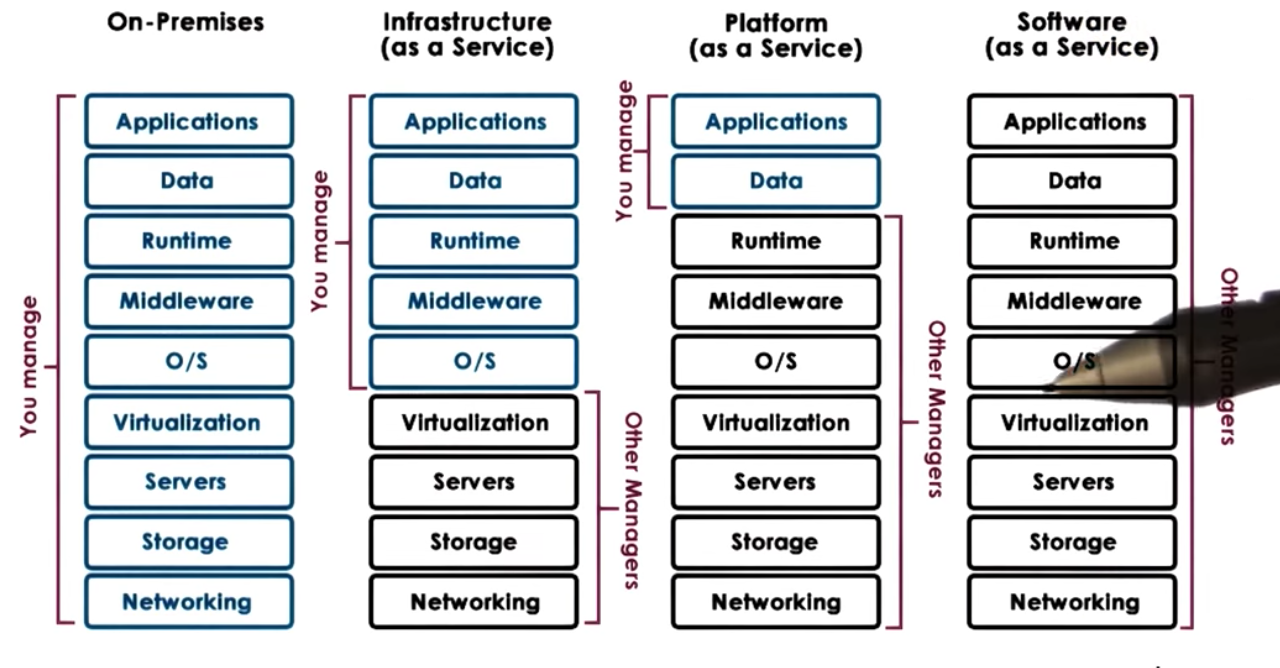 On-Premises
Applications
Data
Runtime
Middleware
O/S
Virtualization
Servers
Storage
Networking
You manage
Infrastructure
(as a Service)
Applications
Data
Runtime
Middleware
O/S
Virtualization
Servers
Storage
Networking
You manage
Other Managers
Platform
(as a Service)
Applications
Data
Runtime
Middleware
O/S
Virtualization
Servers
Storage
Networking
You manage
Other Managers
Software
(as a Service)
Applications
Data
Runtime
Middleware
O/S
Virtualization
Servers
Storage
Networking
Other Managers